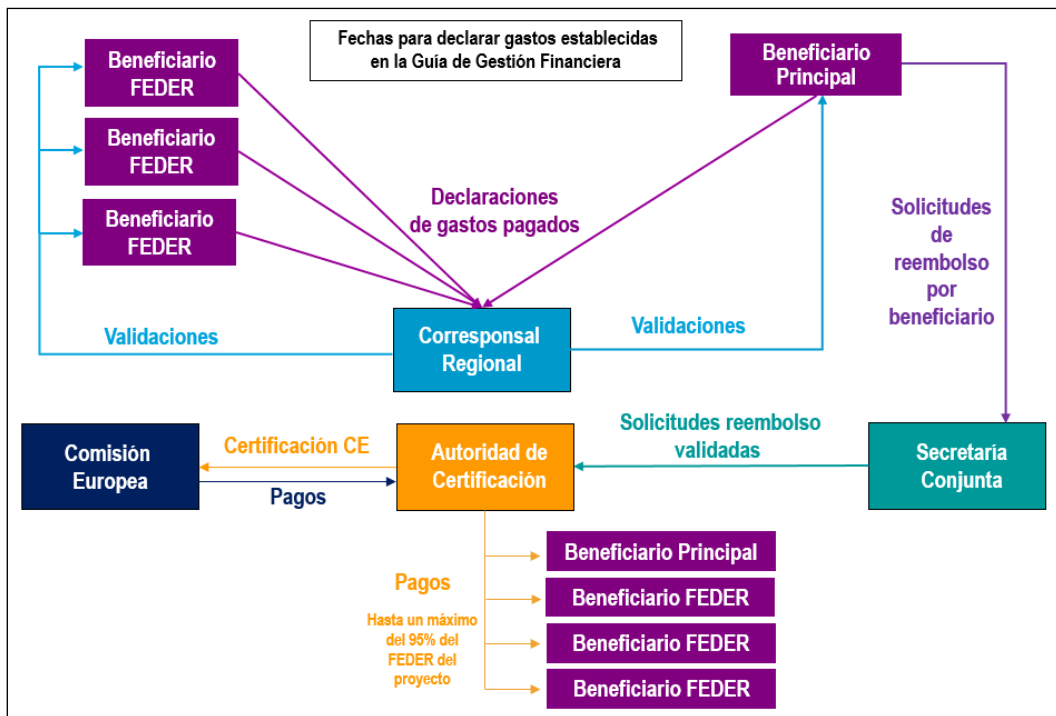 Fechas para declarar gastos establecidas
en la Guía de Gestión Financiera
Beneficiario
FEDER
Beneficiario
FEDER
Beneficiario
FEDER
Beneficiario
Principal
Declaraciones
de gastos pagados
Solicitudes
de
reembolso
por
beneficiario
Validaciones
Corresponsal
Regional
Validaciones
Comisión
Europea
Certificación CE
Pagos
Autoridad de
Certificación
Solicitudes reembolso
validadas
Secretaría
Conjunta
Pagos
Hasta un máximo
del 95% del
FEDER del
proyecto
Beneficiario Principal
Beneficiario FEDER
Beneficiario FEDER
Beneficiario FEDER